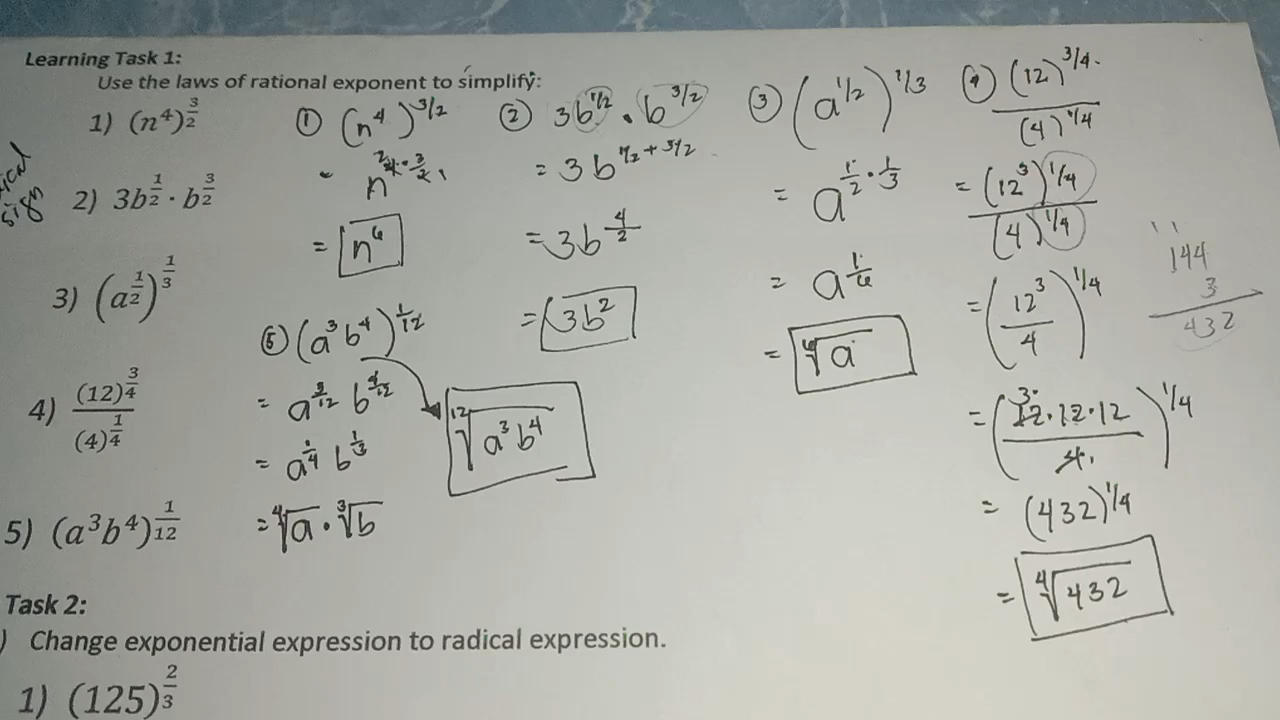 Learning Task 1:
Use the laws of rational exponent to simplify:
1) (n⁴)^(3/2)
2) 3b^(1/2) · b^(3/2)
3) (a^(1/2))^(1/3)
4) (12)^(3/4) / (4)^(1/4)
5) (a³b⁴)^(1/12)
sign
① (n⁴)^(3/2)
= n^(4·3/2) 2
= n⁶
② 3b^(1/2) · b^(3/2)
= 3b^(1/2 + 3/2)
= 3b^(4/2)
= 3b²
③ (a^(1/2))^(1/3)
= a^(1/2 · 1/3)
= a^(1/6)
= ⁶√a
④ (12)^(3/4) / (4)^(1/4)
= (12³)^(1/4) / (4)^(1/4)
= (12³/4)^(1/4)
= (3 12·12·12 / 4)^(1/4)
= (432)^(1/4)
= ⁴√432
144
3
432
⑤ (a³b⁴)^(1/12)
= a^(3/12) b^(4/12)
= a^(1/4) b^(1/3)
= ⁴√a · ³√b
¹²√a³b⁴
Task 2:
) Change exponential expression to radical expression.
1) (125)^(2/3)